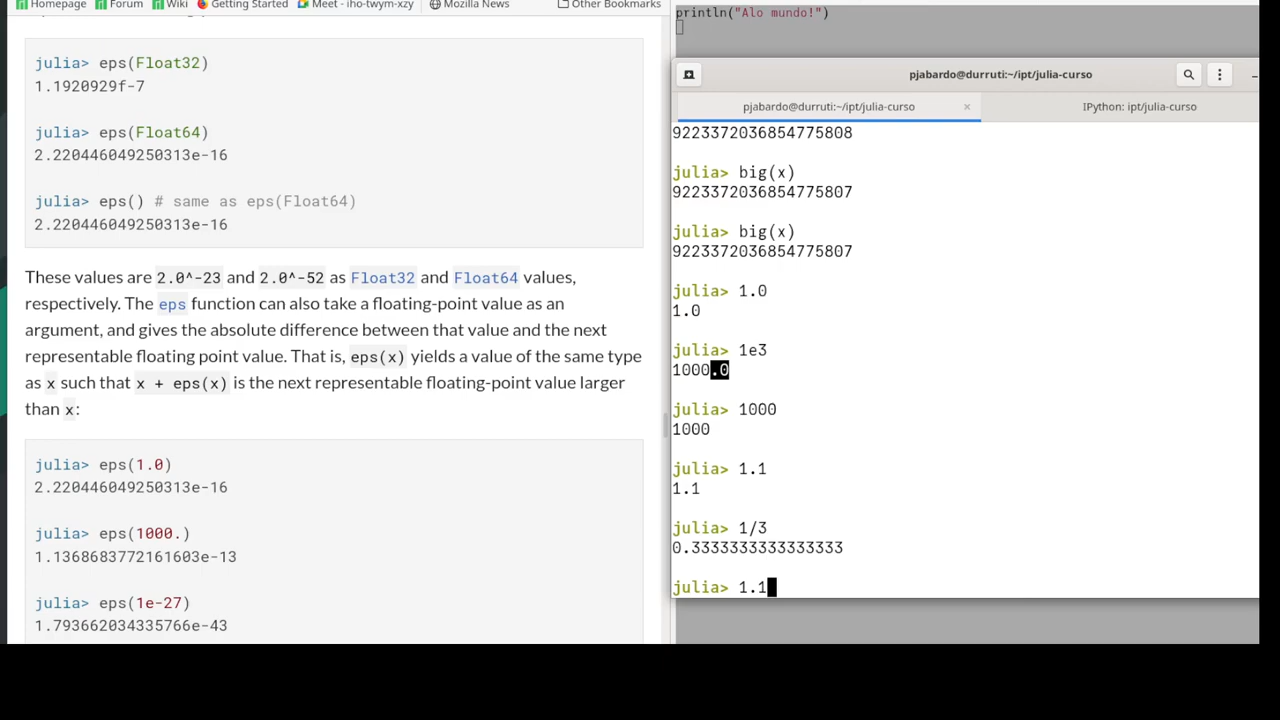 Homepage Forum Wiki Getting Started Meet - iho-twym-xzy Mozilla News Other Bookmarks
julia> eps(Float32)
1.1920929f-7
julia> eps(Float64)
2.220446049250313e-16
julia> eps() # same as eps(Float64)
2.220446049250313e-16
These values are 2.0^-23 and 2.0^-52 as Float32 and Float64 values,
respectively. The eps function can also take a floating-point value as an
argument, and gives the absolute difference between that value and the next
representable floating point value. That is, eps(x) yields a value of the same type
as x such that x + eps(x) is the next representable floating-point value larger
than x:
julia> eps(1.0)
2.220446049250313e-16
julia> eps(1000.)
1.1368683772161603e-13
julia> eps(1e-27)
1.793662034335766e-43
println("Alo mundo!")
pjabardo@durruti:~/ipt/julia-curso
pjabardo@durruti:~/ipt/julia-curso × IPython: ipt/julia-curso
9223372036854775808
julia> big(x)
9223372036854775807
julia> big(x)
9223372036854775807
julia> 1.0
1.0
julia> 1e3
1000.0
julia> 1000
1000
julia> 1.1
1.1
julia> 1/3
0.3333333333333333
julia> 1.1